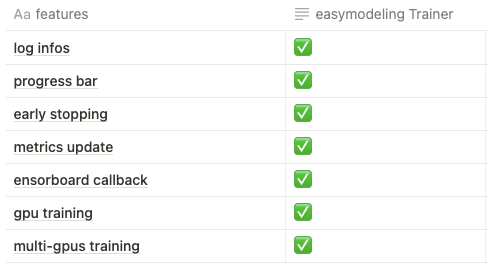 Aa features easymodeling Trainer
log infos ✅
progress bar ✅
early stopping ✅
metrics update ✅
ensorboard callback ✅
gpu training ✅
multi-gpus training ✅